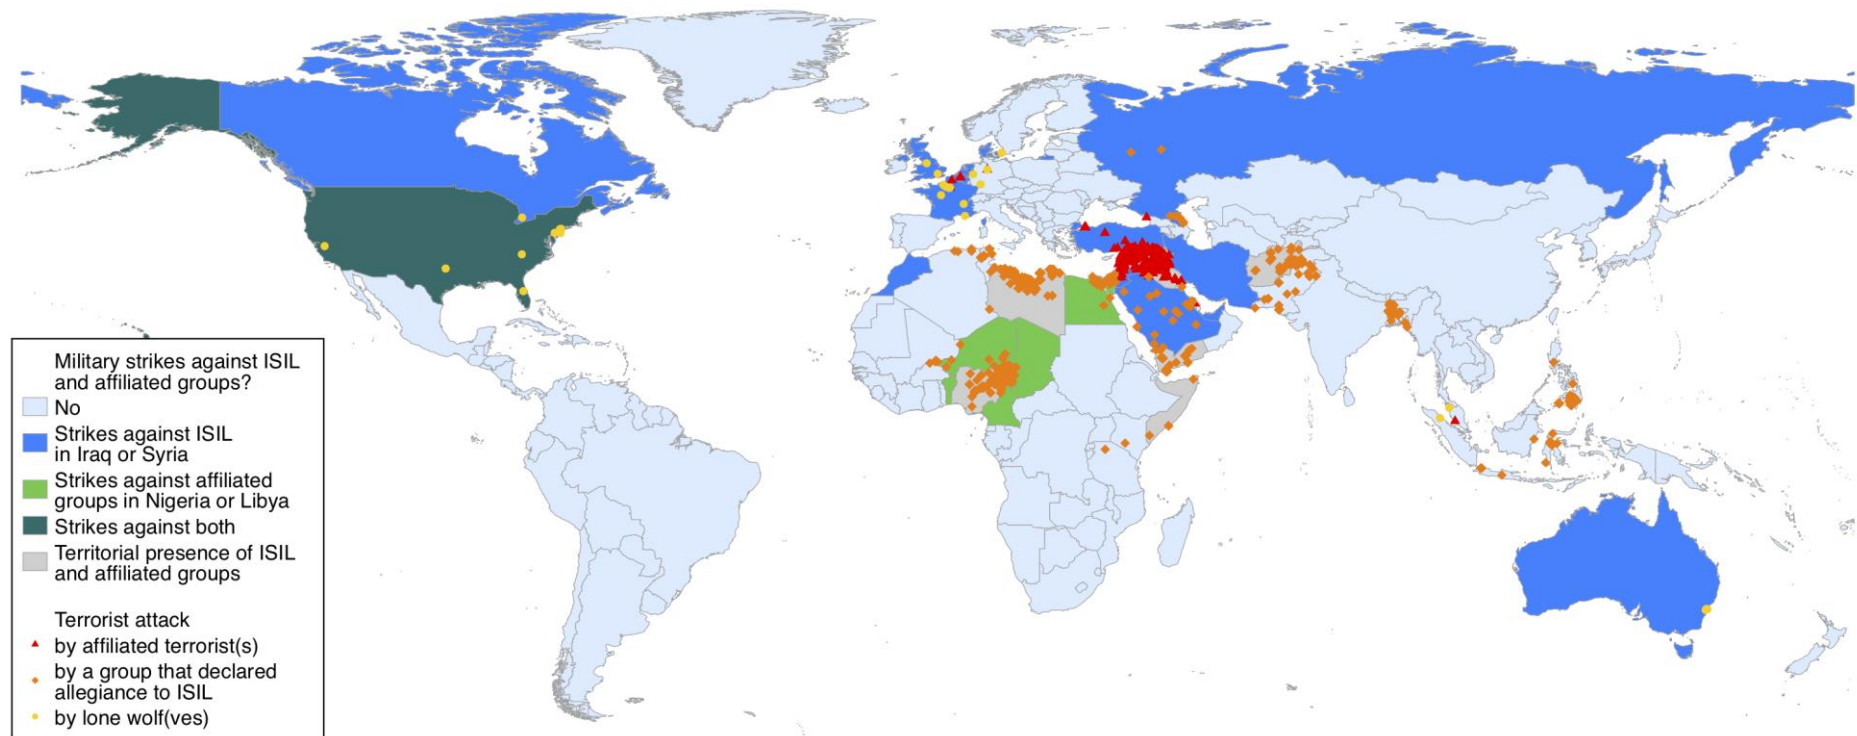 Military strikes against ISIL
and affiliated groups?
No
Strikes against ISIL
in Iraq or Syria
Strikes against affiliated
groups in Nigeria or Libya
Strikes against both
Territorial presence of ISIL
and affiliated groups
Terrorist attack
by affiliated terrorist(s)
by a group that declared
allegiance to ISIL
by lone wolf(ves)